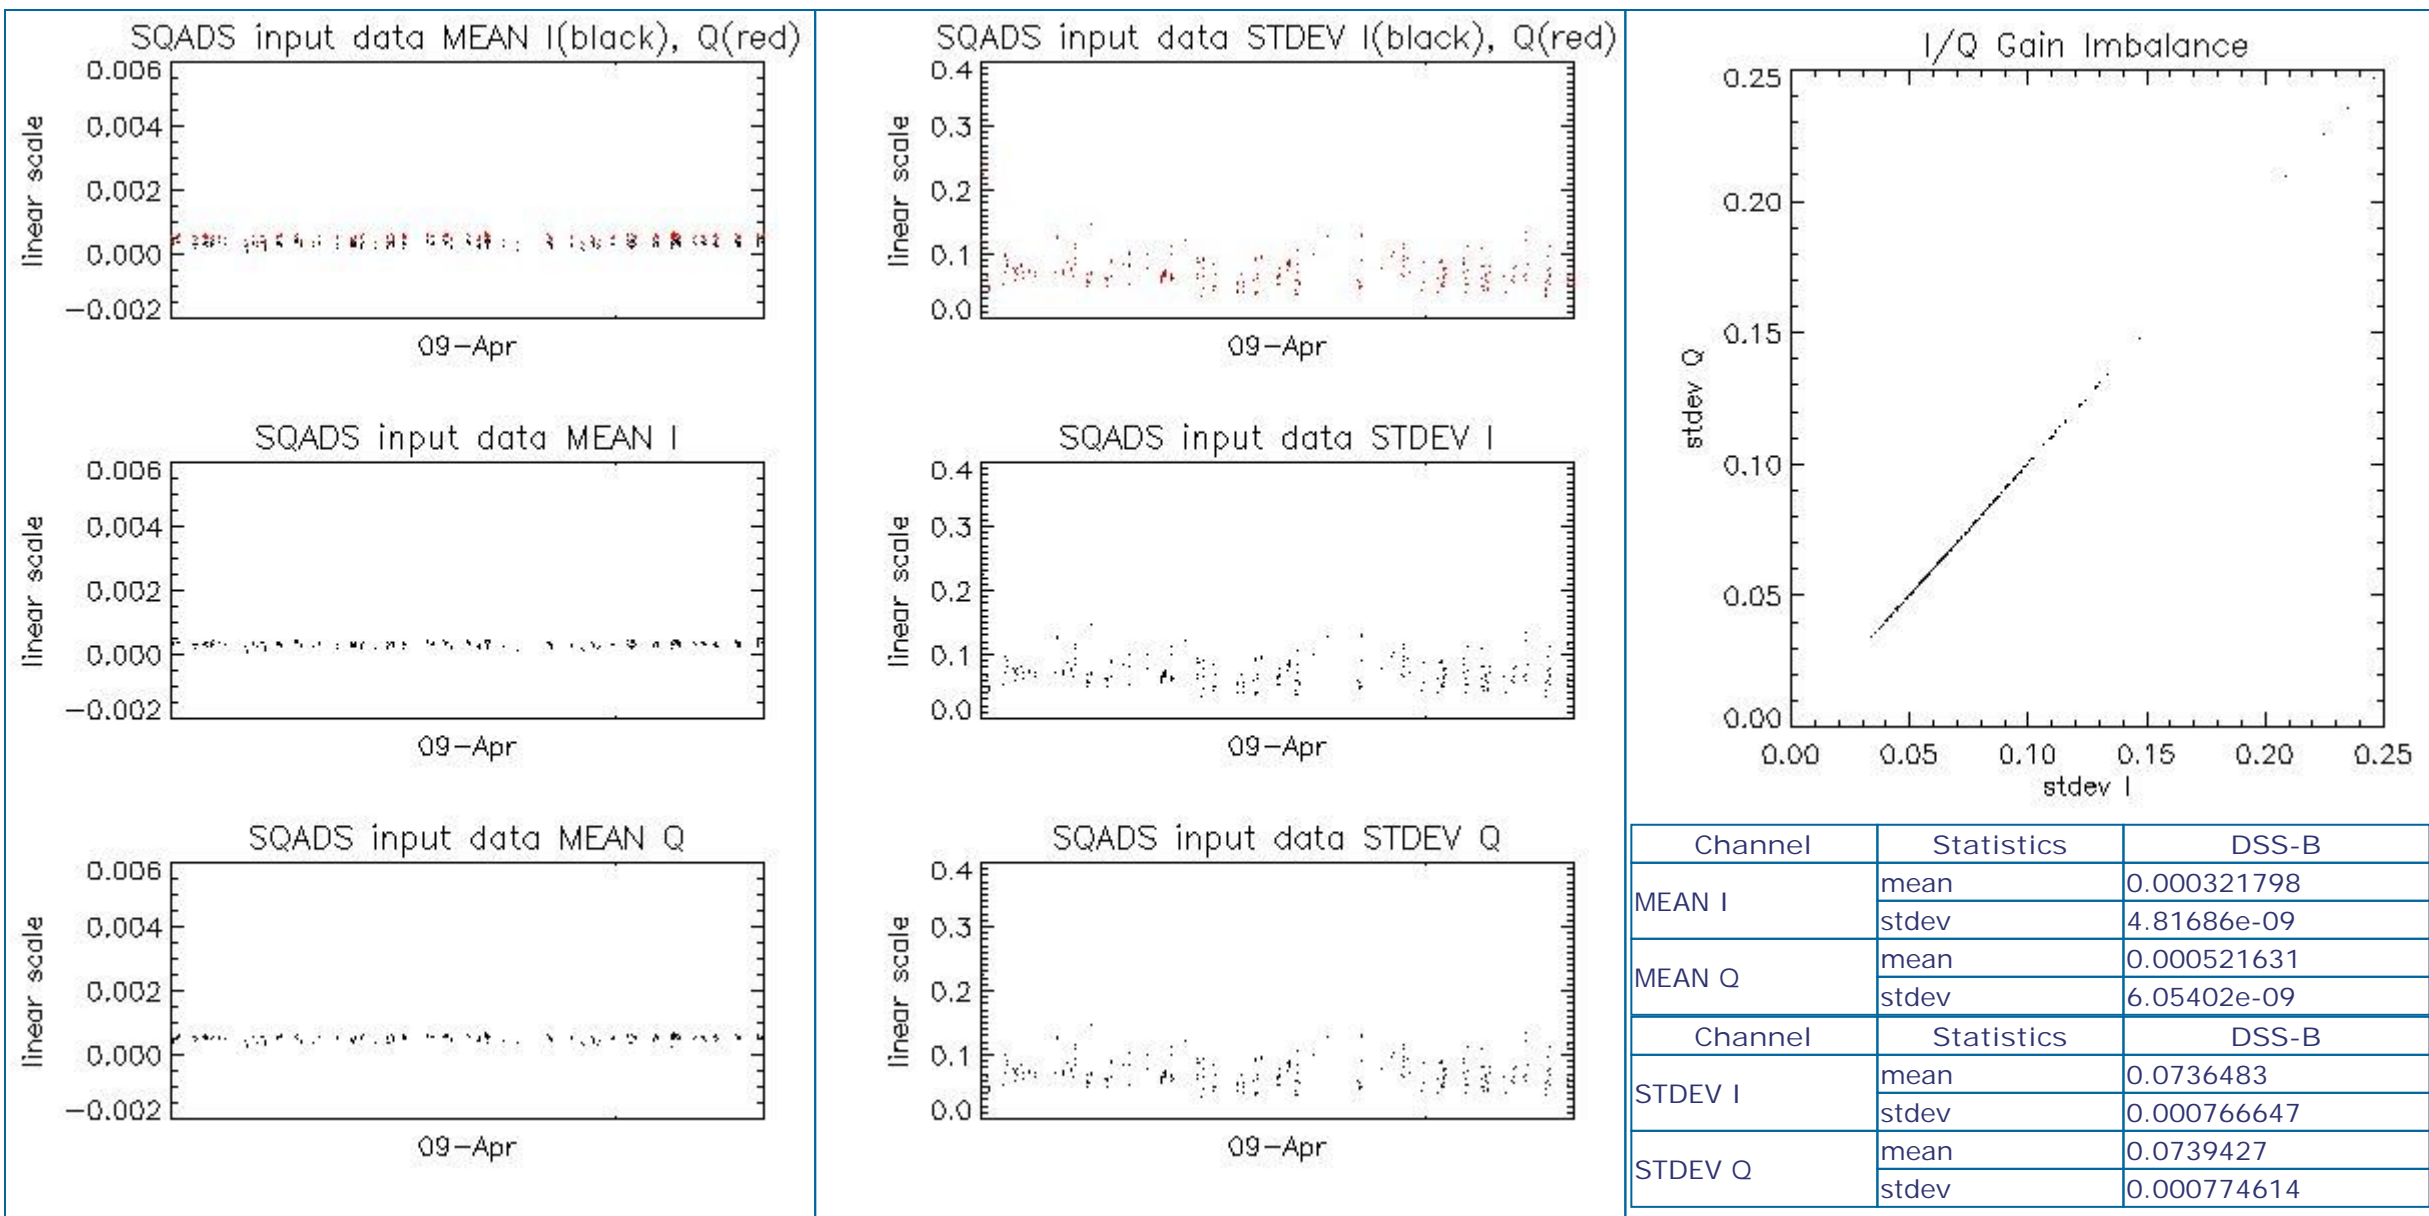 SQADS input data MEAN I(black), Q(red)
0.006
0.004
0.002
0.000
−0.002
linear scale
09−Apr
SQADS input data MEAN I
0.006
0.004
0.002
0.000
−0.002
linear scale
09−Apr
SQADS input data MEAN Q
0.006
0.004
0.002
0.000
−0.002
linear scale
09−Apr
SQADS input data STDEV I(black), Q(red)
0.4
0.3
0.2
0.1
0.0
linear scale
09−Apr
SQADS input data STDEV I
0.4
0.3
0.2
0.1
0.0
linear scale
09−Apr
SQADS input data STDEV Q
0.4
0.3
0.2
0.1
0.0
linear scale
09−Apr
I/Q Gain Imbalance
0.25
0.20
0.15
0.10
0.05
0.00
stdev Q
0.00 0.05 0.10 0.15 0.20 0.25
stdev I
Channel Statistics DSS-B
MEAN I mean 0.000321798
stdev 4.81686e-09
MEAN Q mean 0.000521631
stdev 6.05402e-09
Channel Statistics DSS-B
STDEV I mean 0.0736483
stdev 0.000766647
STDEV Q mean 0.0739427
stdev 0.000774614